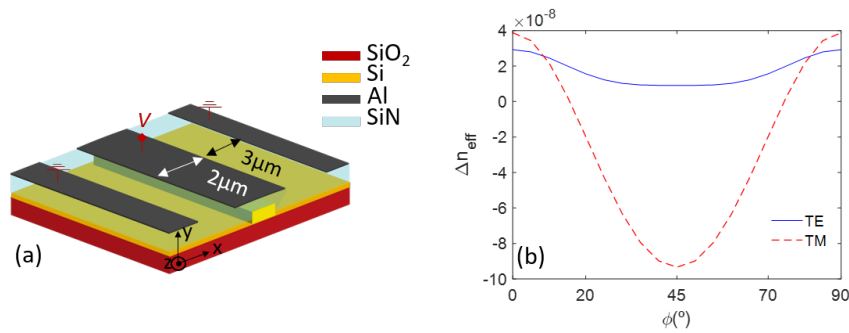 SiO₂
Si
Al
SiN
V
3μm
2μm
y
x
z
(a)
×10⁻⁸
4
2
0
-2
-4
-6
-8
-10
Δn_eff
0
20
45
70
90
ϕ(º)
TE
TM
(b)